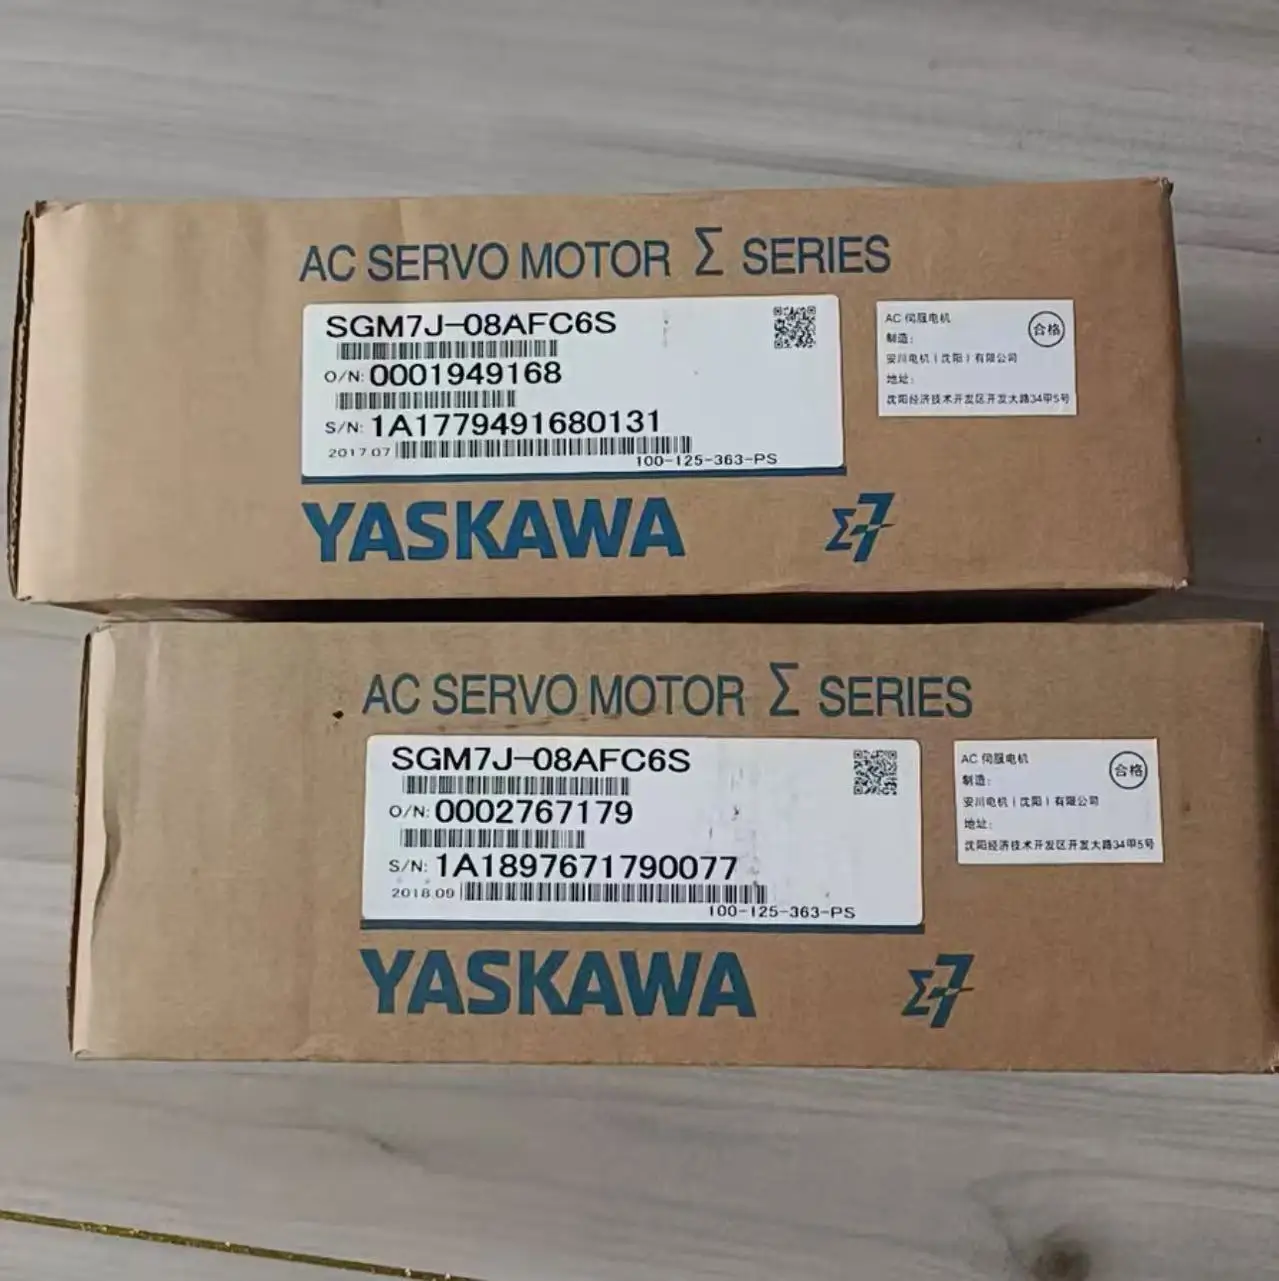 AC SERVO MOTOR Σ SERIES
SGM7J-08AFC6S
O/N: 0001949168
S/N: 1A1779491680131
2017.07
100-125-363-PS
AC 伺服电机
合格
制造:
安川电机(沈阳)有限公司
地址:
沈阳经济技术开发区开发大路34甲5号
YASKAWA
Σ-7
AC SERVO MOTOR Σ SERIES
SGM7J-08AFC6S
O/N: 0002767179
S/N: 1A1897671790077
2018.09
100-125-363-PS
AC 伺服电机
合格
制造:
安川电机(沈阳)有限公司
地址:
沈阳经济技术开发区开发大路34甲5号
YASKAWA
Σ-7